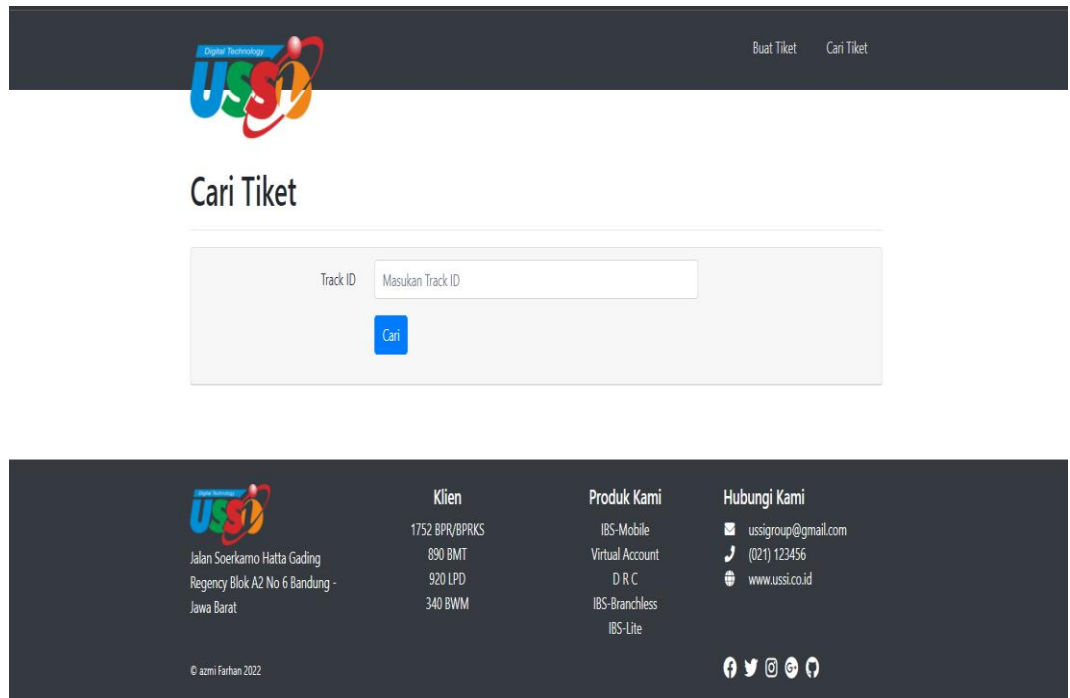 Digital Technology
USSi
Buat Tiket
Cari Tiket
Cari Tiket
Track ID
Masukan Track ID
Cari
Digital Technology
USSi
Jalan Soerkarno Hatta Gading
Regency Blok A2 No 6 Bandung -
Jawa Barat
© azmi Farhan 2022
Klien
1752 BPR/BPRKS
890 BMT
920 LPD
340 BWM
Produk Kami
IBS-Mobile
Virtual Account
D R C
IBS-Branchless
IBS-Lite
Hubungi Kami
ussigroup@gmail.com
(021) 123456
www.ussi.co.id